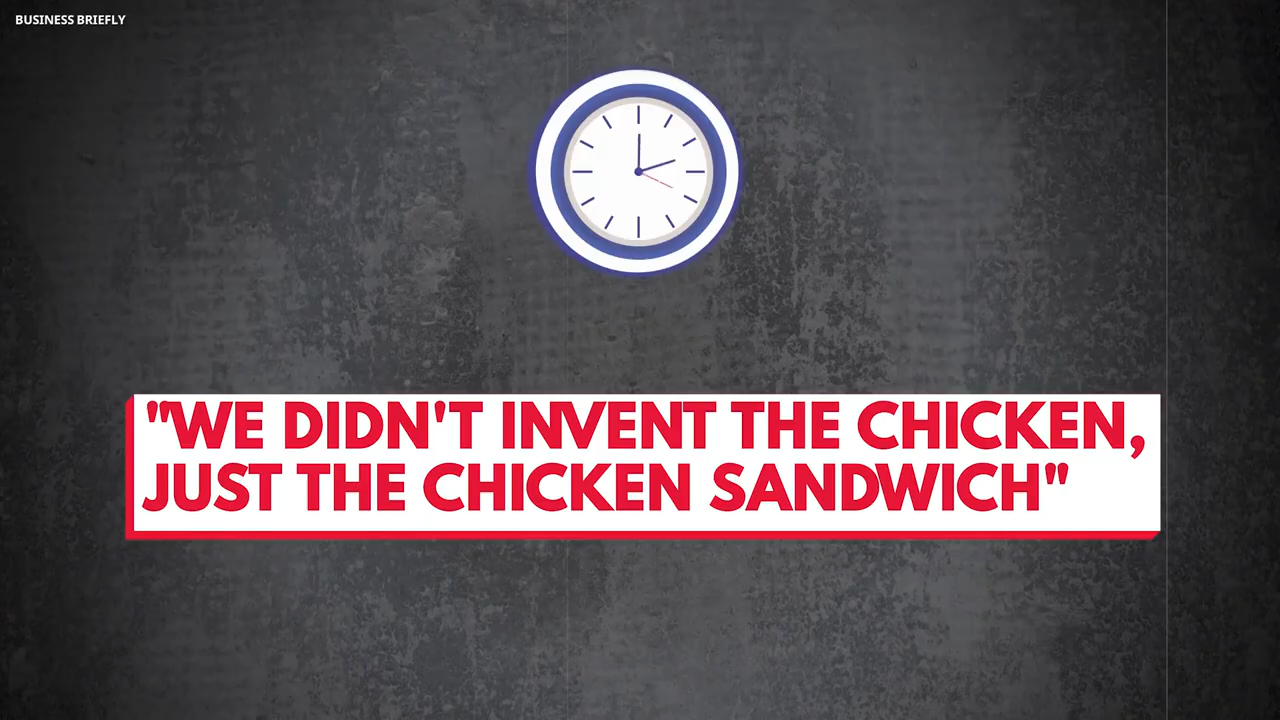 BUSINESS BRIEFLY
"WE DIDN'T INVENT THE CHICKEN,
JUST THE CHICKEN SANDWICH"